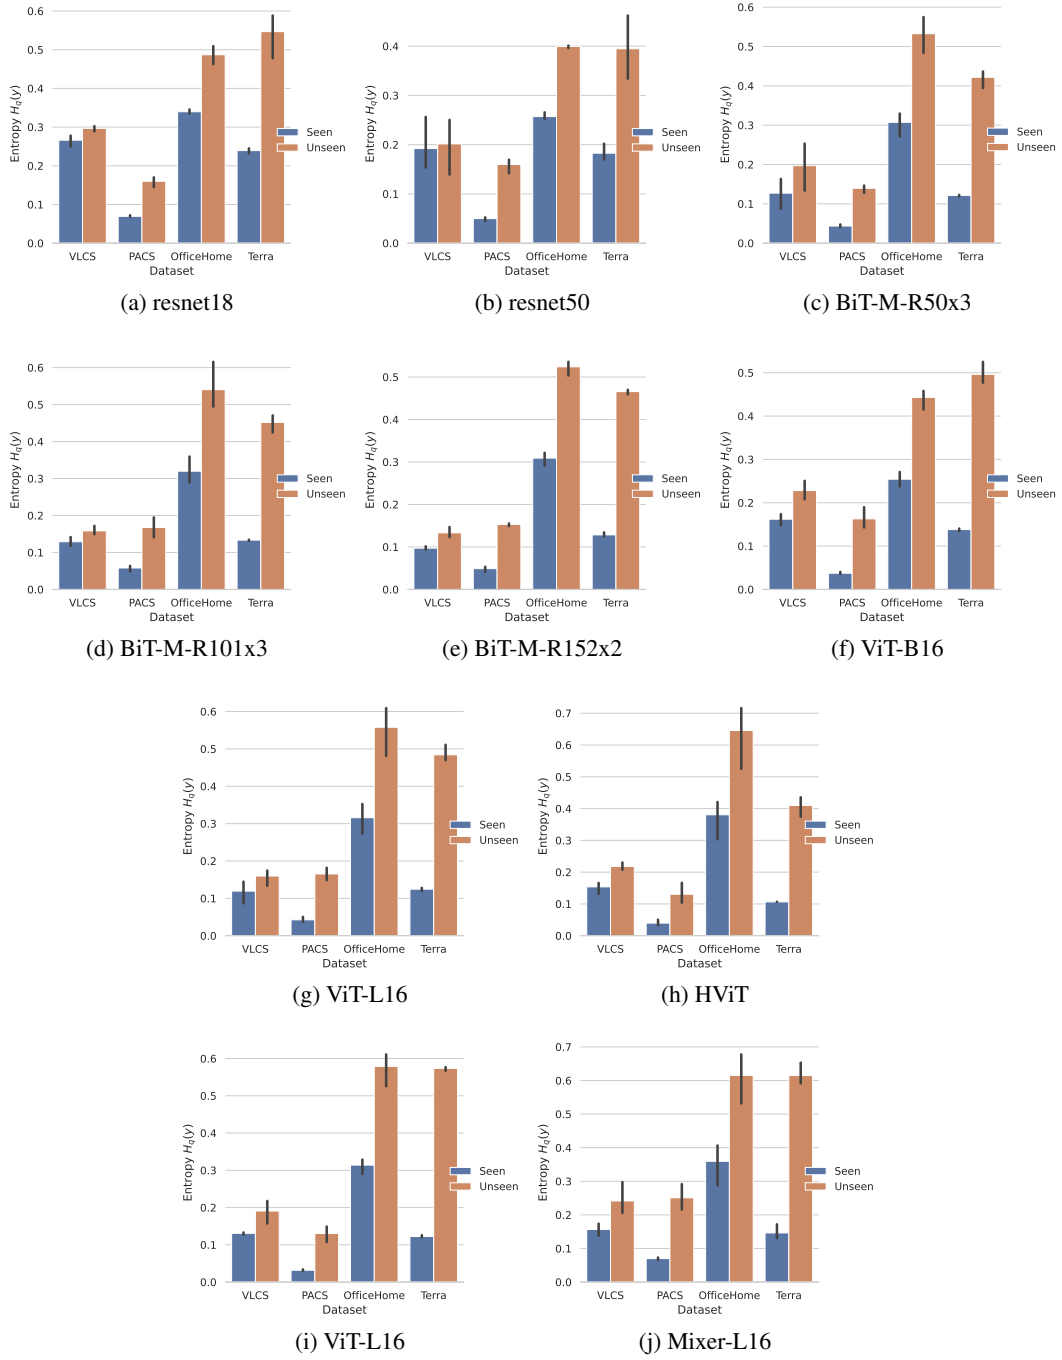 0.6
0.5
0.4
0.3
0.2
0.1
0.0
Entropy H_q(y)
VLCS PACS OfficeHome Terra
Dataset
Seen
Unseen
(a) resnet18
0.4
0.3
0.2
0.1
0.0
Entropy H_q(y)
VLCS PACS OfficeHome Terra
Dataset
Seen
Unseen
(b) resnet50
0.6
0.5
0.4
0.3
0.2
0.1
0.0
Entropy H_q(y)
VLCS PACS OfficeHome Terra
Dataset
Seen
Unseen
(c) BiT-M-R50x3
0.6
0.5
0.4
0.3
0.2
0.1
0.0
Entropy H_q(y)
VLCS PACS OfficeHome Terra
Dataset
Seen
Unseen
(d) BiT-M-R101x3
0.5
0.4
0.3
0.2
0.1
0.0
Entropy H_q(y)
VLCS PACS OfficeHome Terra
Dataset
Seen
Unseen
(e) BiT-M-R152x2
0.5
0.4
0.3
0.2
0.1
0.0
Entropy H_q(y)
VLCS PACS OfficeHome Terra
Dataset
Seen
Unseen
(f) ViT-B16
0.6
0.5
0.4
0.3
0.2
0.1
0.0
Entropy H_q(y)
VLCS PACS OfficeHome Terra
Dataset
Seen
Unseen
(g) ViT-L16
0.7
0.6
0.5
0.4
0.3
0.2
0.1
0.0
Entropy H_q(y)
VLCS PACS OfficeHome Terra
Dataset
Seen
Unseen
(h) HViT
0.6
0.5
0.4
0.3
0.2
0.1
0.0
Entropy H_q(y)
VLCS PACS OfficeHome Terra
Dataset
Seen
Unseen
(i) ViT-L16
0.7
0.6
0.5
0.4
0.3
0.2
0.1
0.0
Entropy H_q(y)
VLCS PACS OfficeHome Terra
Dataset
Seen
Unseen
(j) Mixer-L16